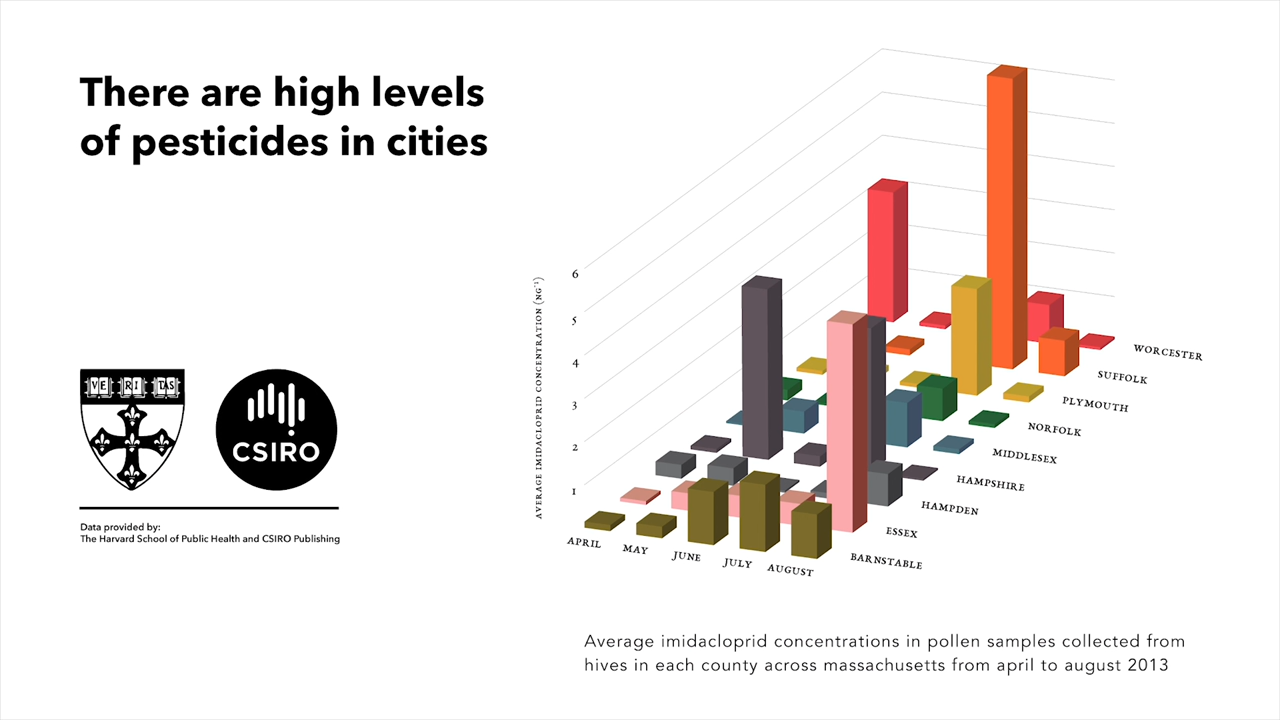 There are high levels
of pesticides in cities
VE RI TAS
CSIRO
Data provided by:
The Harvard School of Public Health and CSIRO Publishing
AVERAGE IMIDACLOPRID CONCENTRATION (NG⁻¹)
6
5
4
3
2
1
APRIL
MAY
JUNE
JULY
AUGUST
WORCESTER
SUFFOLK
PLYMOUTH
NORFOLK
MIDDLESEX
HAMPSHIRE
HAMPDEN
ESSEX
BARNSTABLE
Average imidacloprid concentrations in pollen samples collected from
hives in each county across massachusetts from april to august 2013